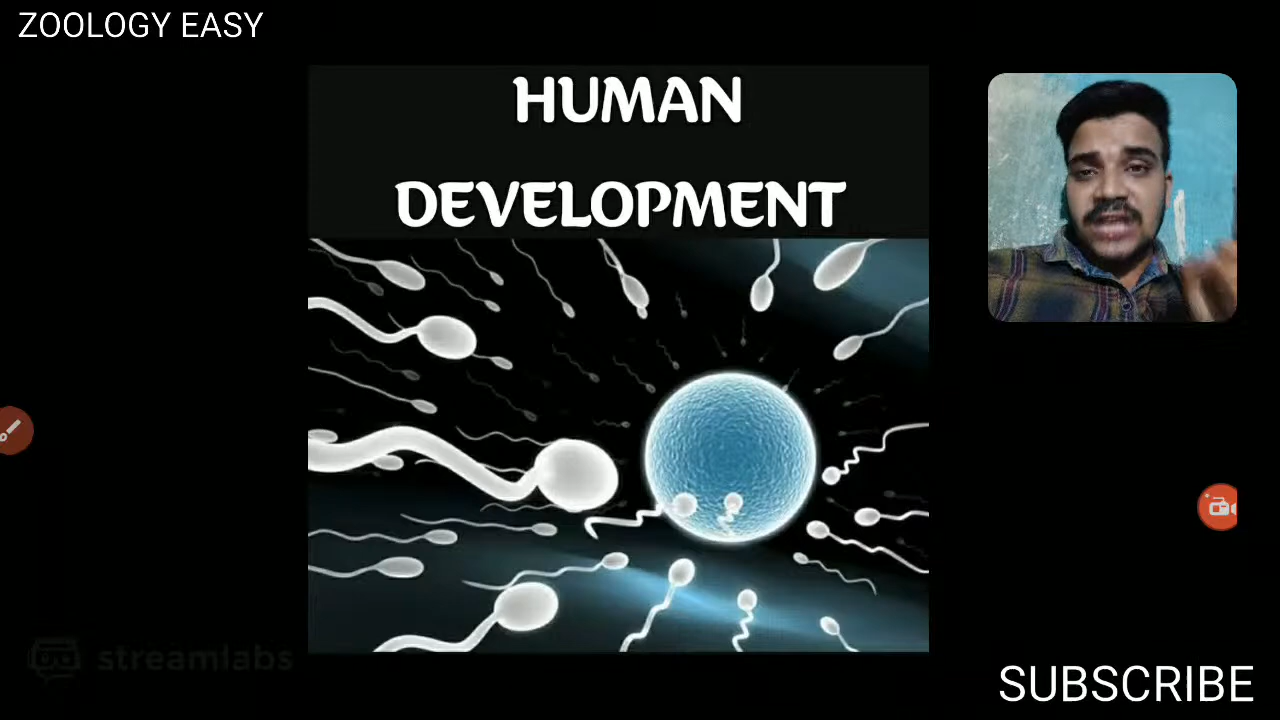 ZOOLOGY EASY
HUMAN
DEVELOPMENT
streamlabs
SUBSCRIBE